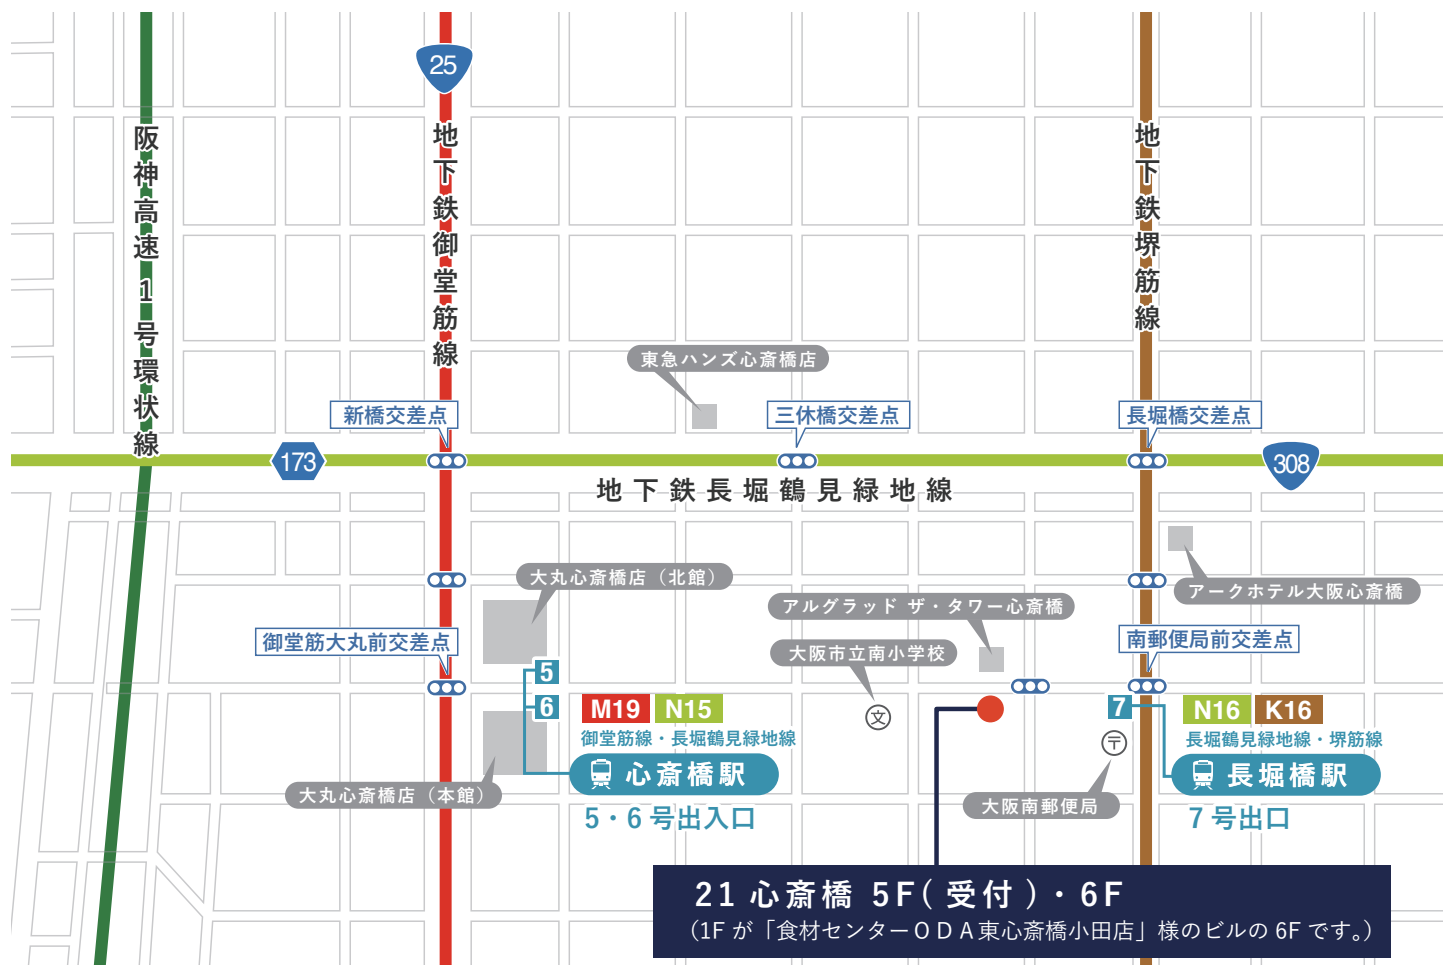 25
阪神高速1号環状線
地下鉄御堂筋線
地下鉄堺筋線
東急ハンズ心斎橋店
新橋交差点
三休橋交差点
長堀橋交差点
173
308
地下鉄長堀鶴見緑地線
大丸心斎橋店（北館）
アークホテル大阪心斎橋
アルグラッド ザ・タワー心斎橋
御堂筋大丸前交差点
大阪市立南小学校
南郵便局前交差点
5
6
M19 N15
文
7
N16 K16
御堂筋線・長堀鶴見緑地線
〒
長堀鶴見緑地線・堺筋線
心斎橋駅
長堀橋駅
大丸心斎橋店（本館）
大阪南郵便局
5・6号出入口
7号出口
21心斎橋 5F(受付)・6F
（1Fが「食材センターＯＤＡ東心斎橋小田店」様のビルの6Fです。）